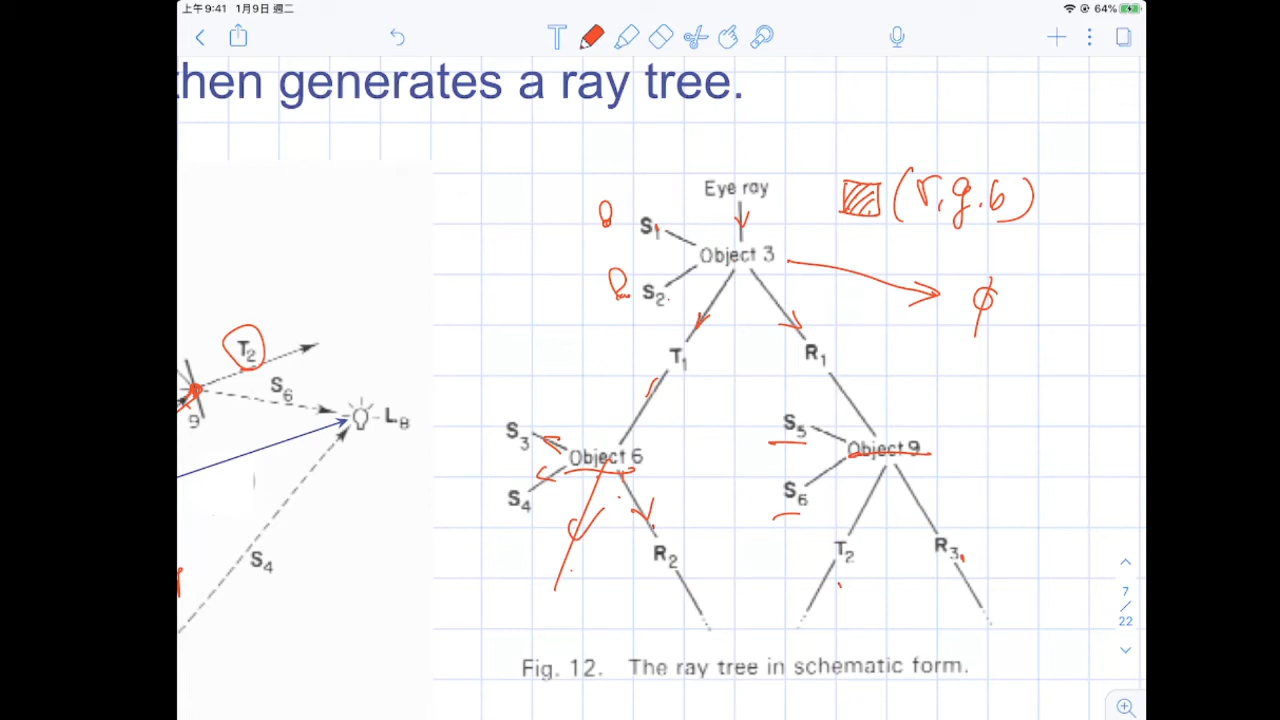 上午9:41 1月9日 週二
64%
then generates a ray tree.
Eye ray
(r, g, b)
S1
Object 3
S2
ϕ
T2
T1
R1
S6
9
L8
S3
S5
Object 6
Object 9
S4
S6
S4
R2
T2
R3
7
/
22
Fig. 12. The ray tree in schematic form.